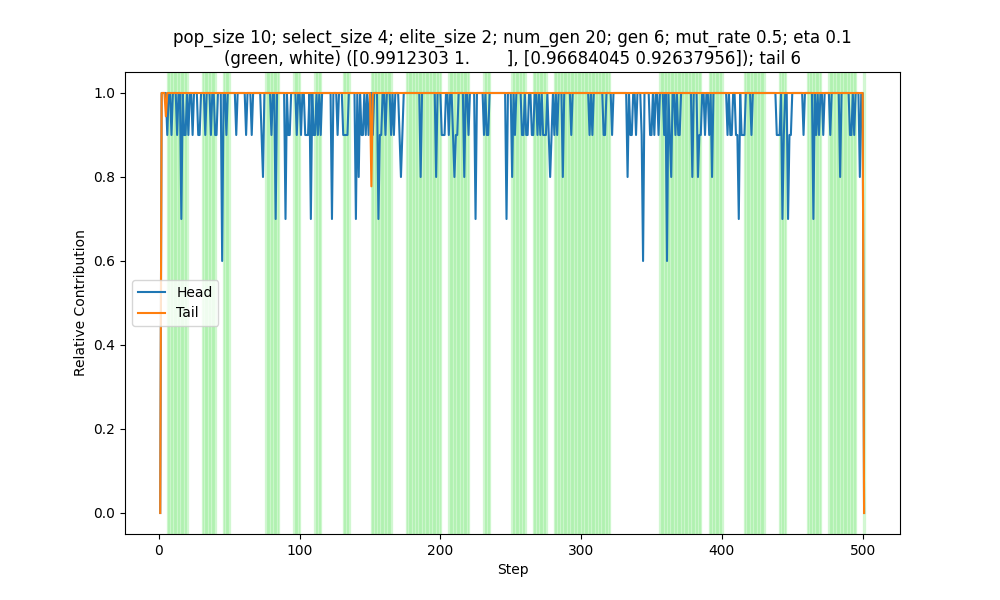 pop_size 10; select_size 4; elite_size 2; num_gen 20; gen 6; mut_rate 0.5; eta 0.1
(green, white) ([0.9912303 1.        ], [0.96684045 0.92637956]); tail 6
1.0
0.8
0.6
0.4
0.2
0.0
Relative Contribution
Head
Tail
0
100
200
300
400
500
Step